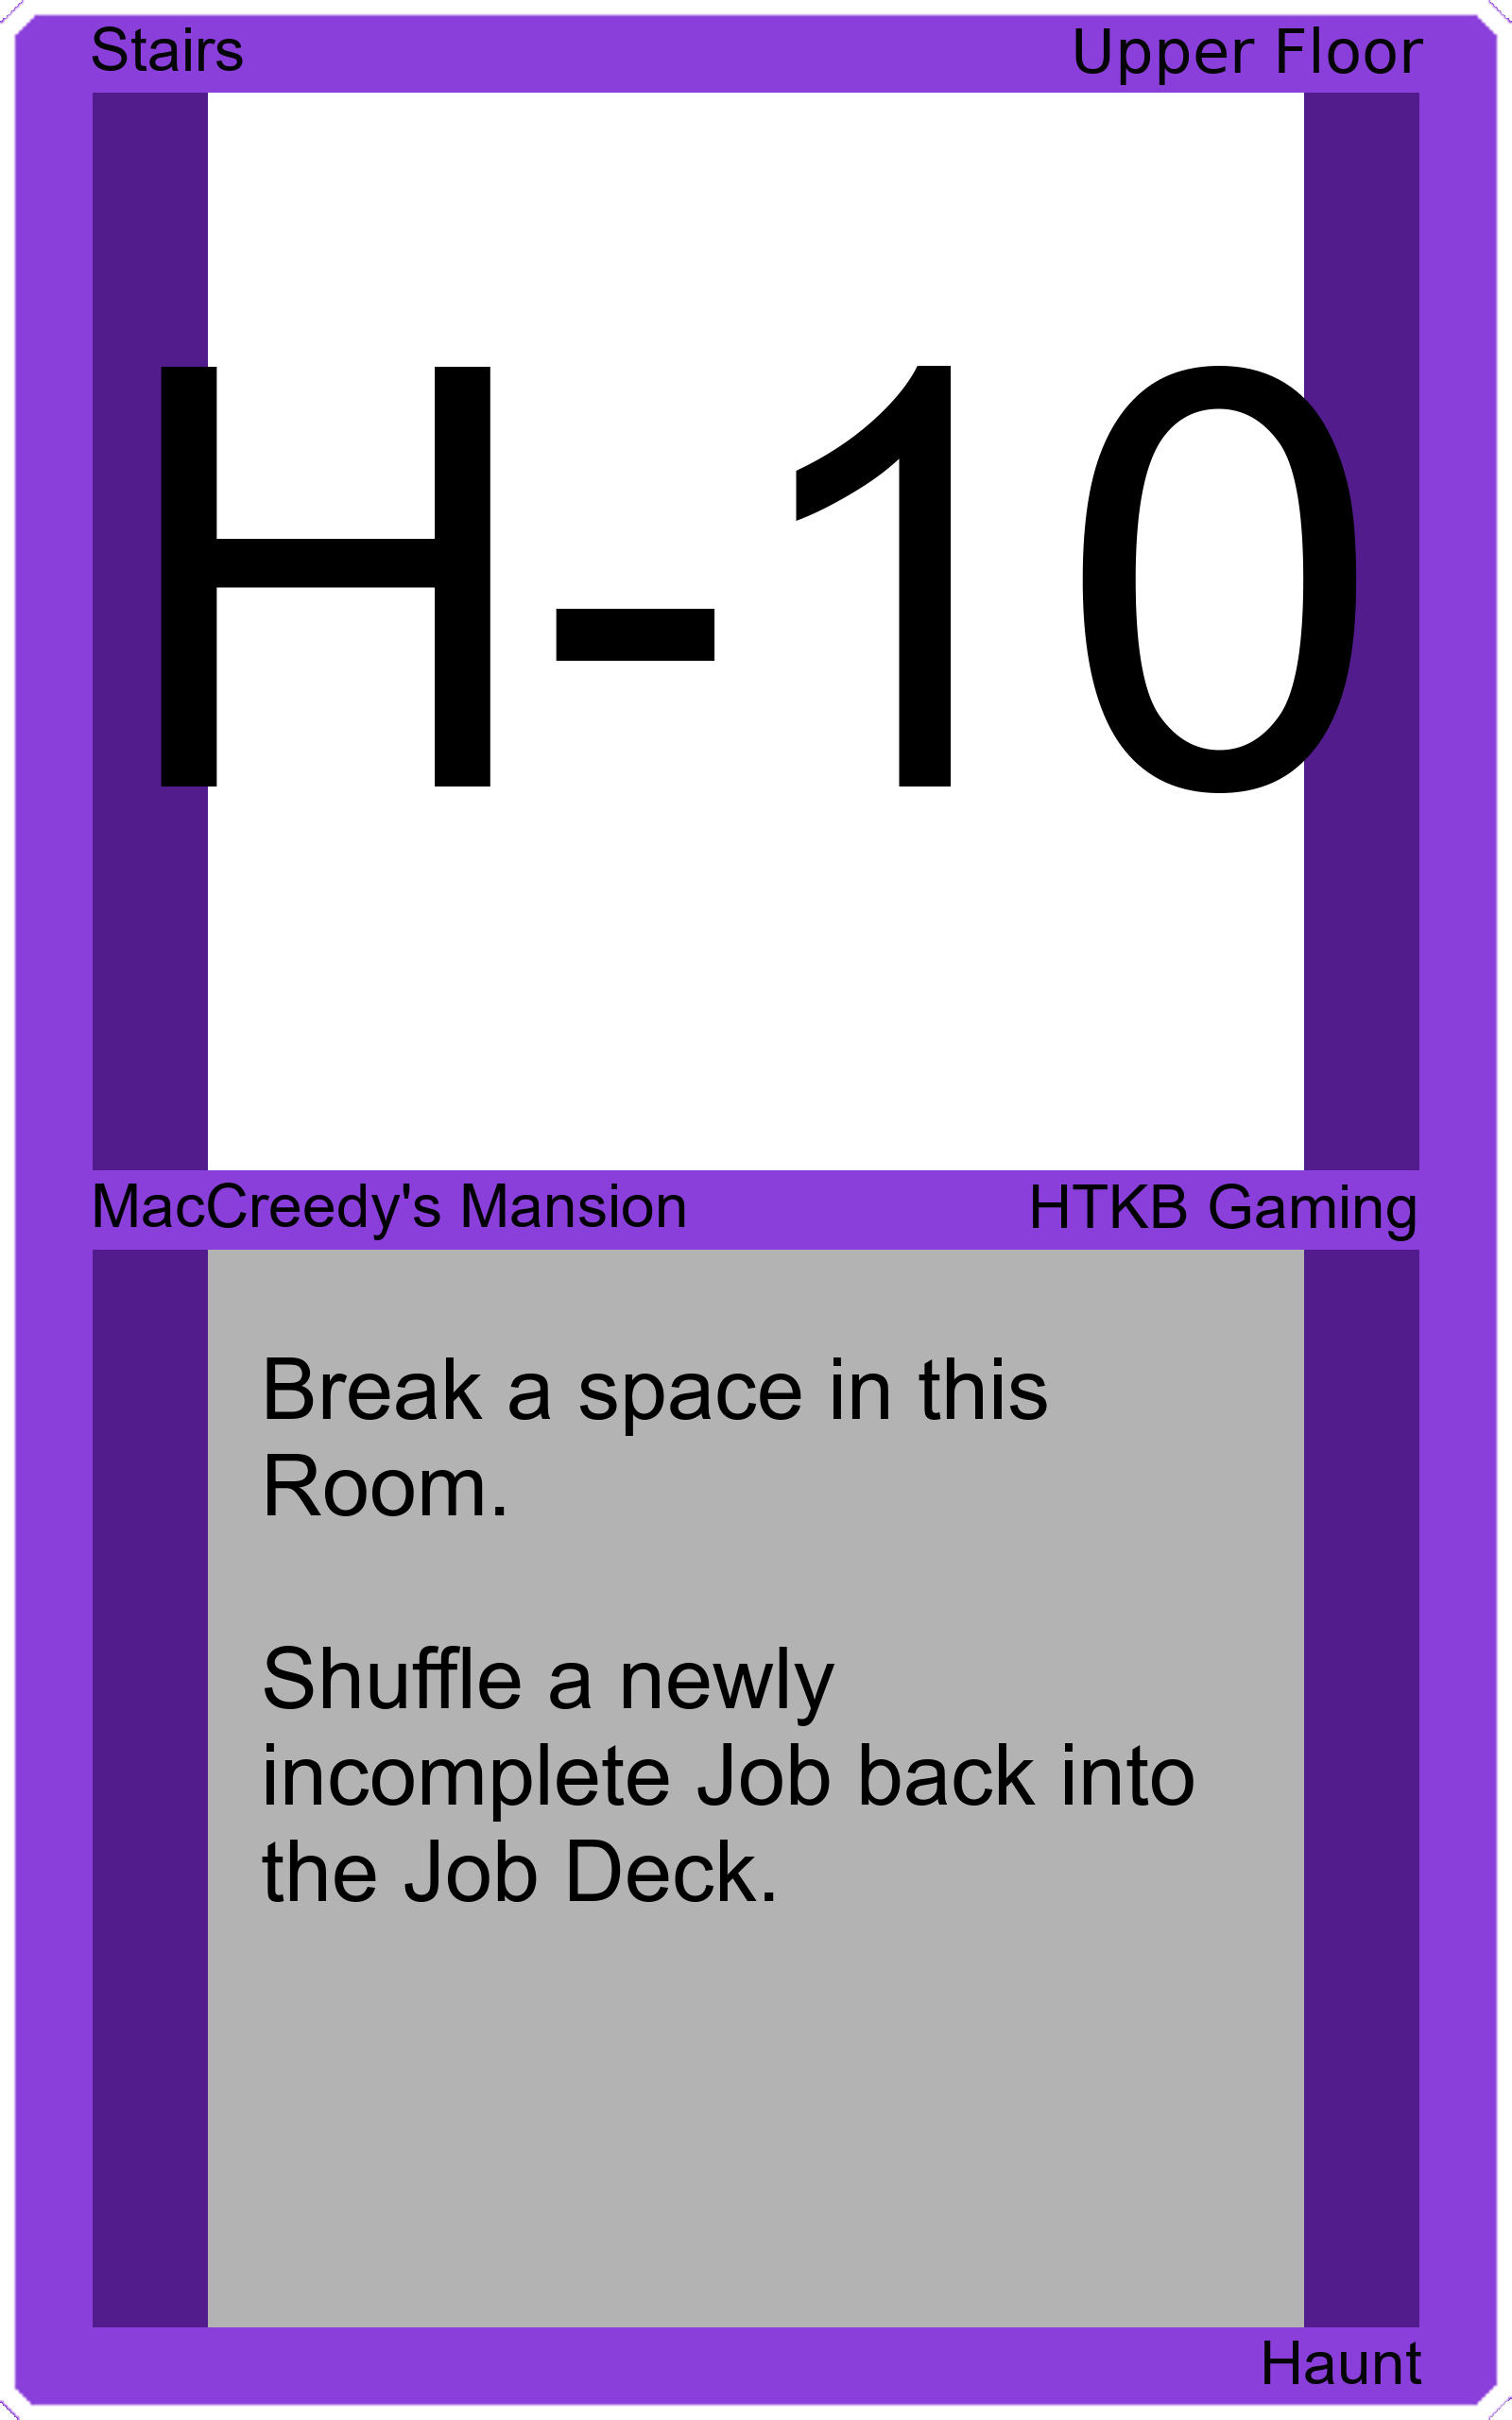 Stairs
Upper Floor
H-10
MacCreedy's Mansion
HTKB Gaming
Break a space in this
Room.
Shuffle a newly
incomplete Job back into
the Job Deck.
Haunt